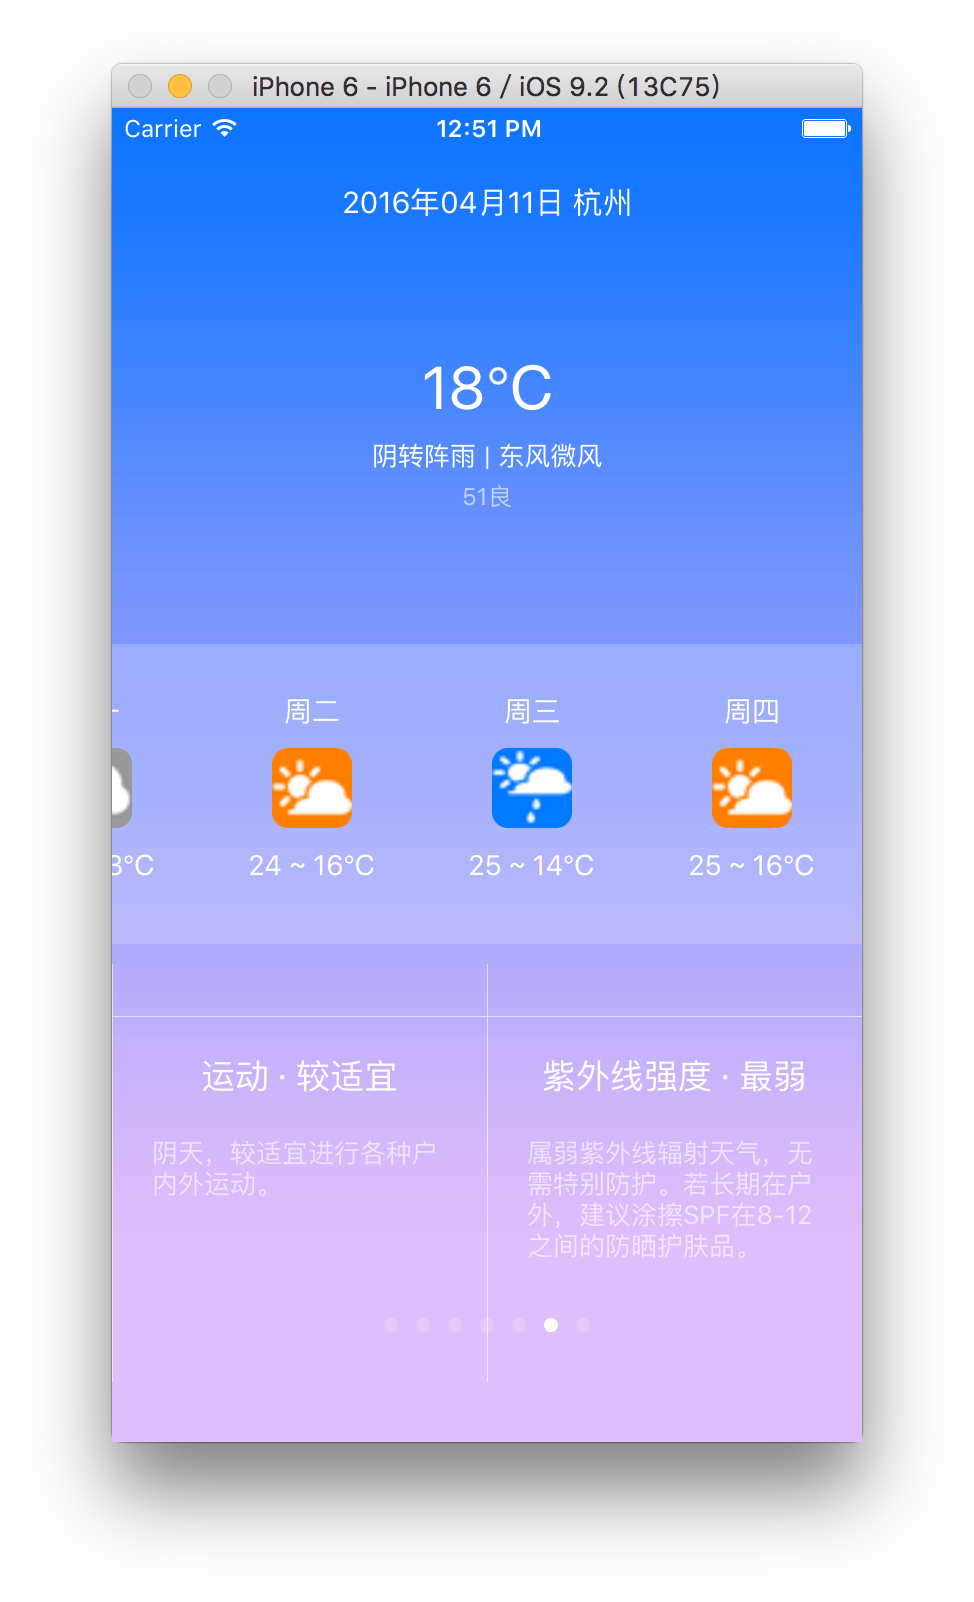 iPhone 6 - iPhone 6 / iOS 9.2 (13C75)
Carrier 12:51 PM
2016年04月11日 杭州
18°C
阴转阵雨 | 东风微风
51良
周二 周三 周四
8°C 24 ~ 16°C 25 ~ 14°C 25 ~ 16°C
运动 · 较适宜
阴天，较适宜进行各种户
内外运动。
紫外线强度 · 最弱
属弱紫外线辐射天气，无
需特别防护。若长期在户
外，建议涂擦SPF在8-12
之间的防晒护肤品。